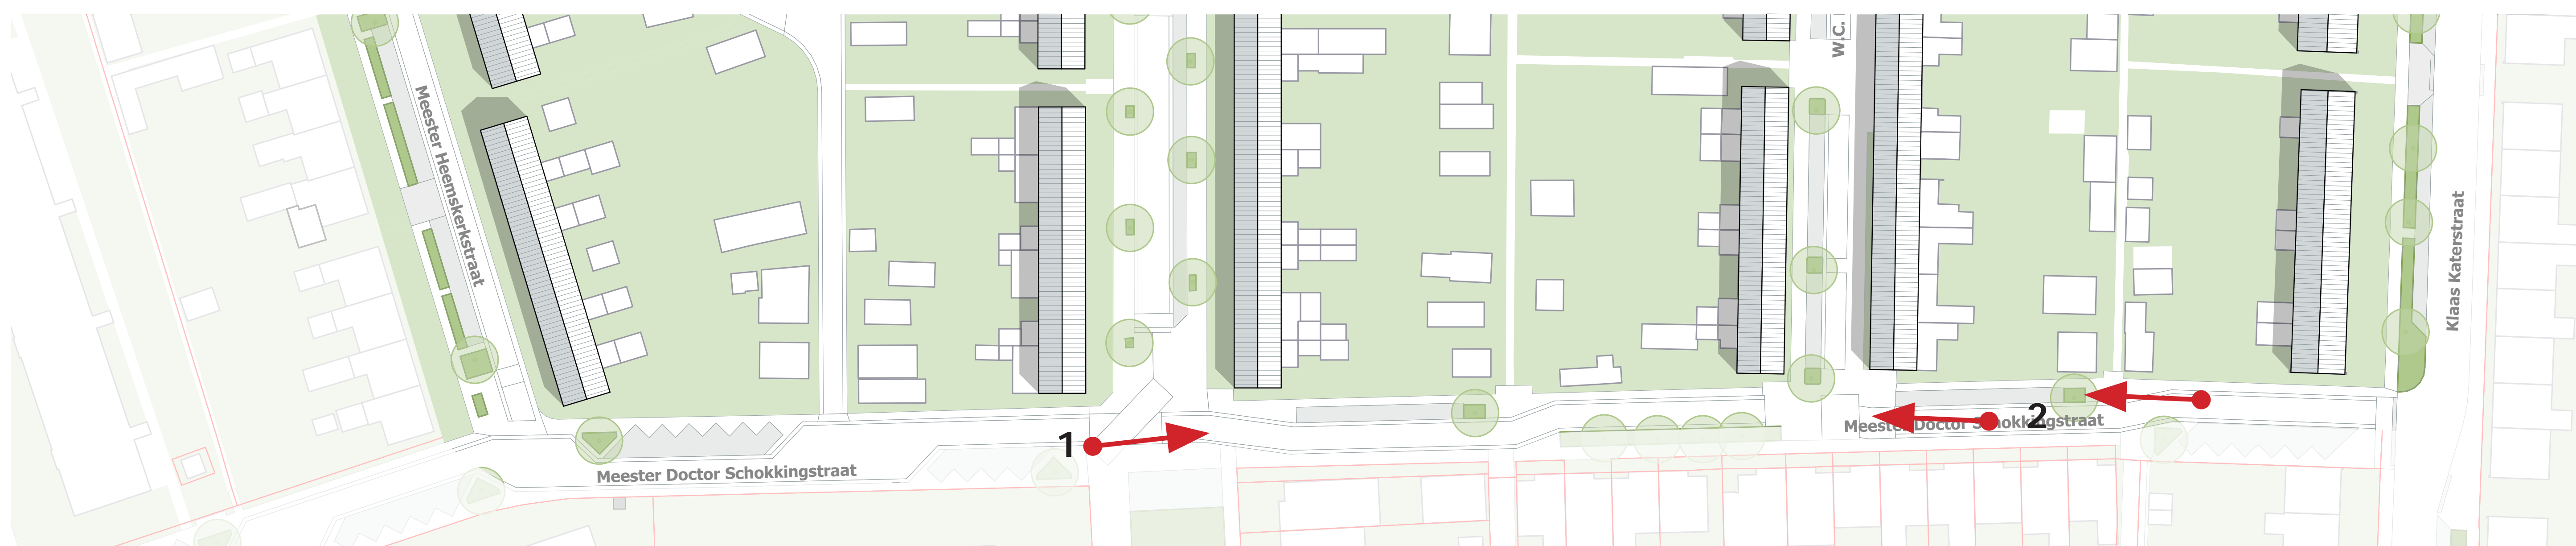 Meester Heemskerkstraat
W.C.
Klaas Katerstraat
1
2
Meester Doctor Schokkingstraat
Meester Doctor Schokkingstraat